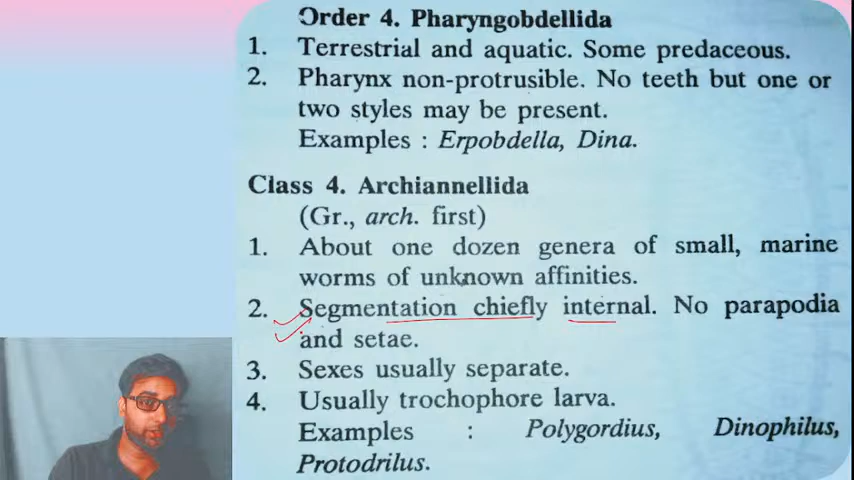 Order 4. Pharyngobdellida
1. Terrestrial and aquatic. Some predaceous.
2. Pharynx non-protrusible. No teeth but one or
two styles may be present.
Examples : Erpobdella, Dina.
Class 4. Archiannellida
(Gr., arch. first)
1. About one dozen genera of small, marine
worms of unknown affinities.
2. Segmentation chiefly internal. No parapodia
and setae.
3. Sexes usually separate.
4. Usually trochophore larva.
Examples : Polygordius, Dinophilus,
Protodrilus.